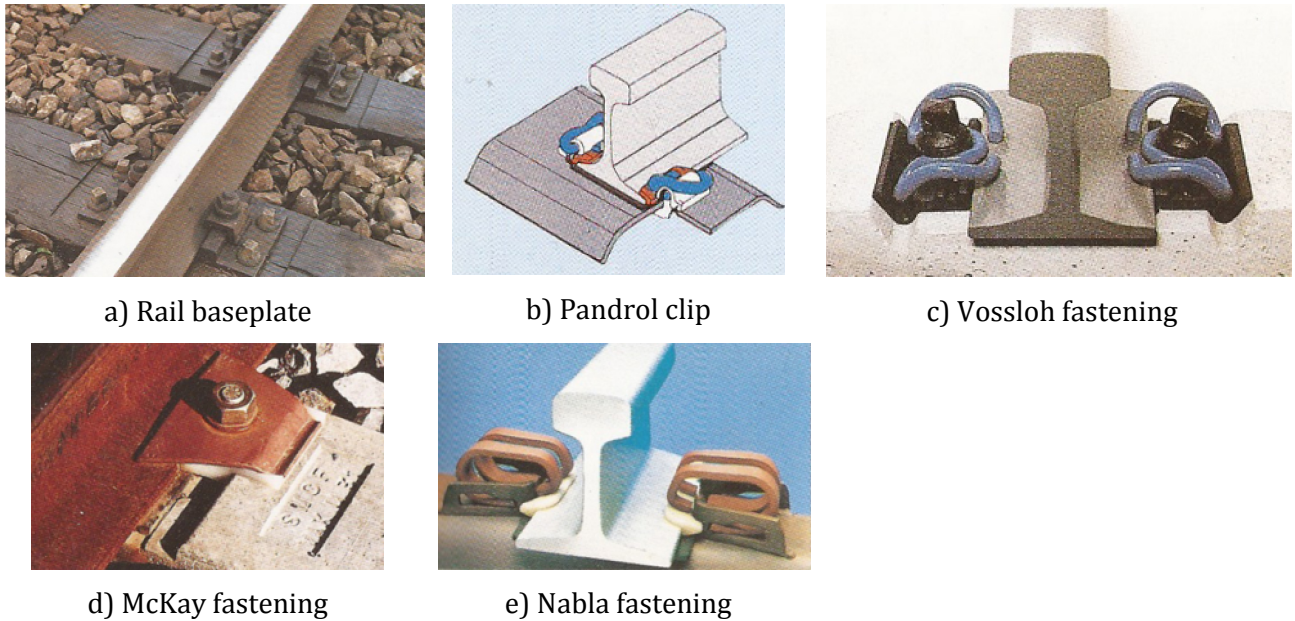 a) Rail baseplate
b) Pandrol clip
c) Vossloh fastening
d) McKay fastening
e) Nabla fastening